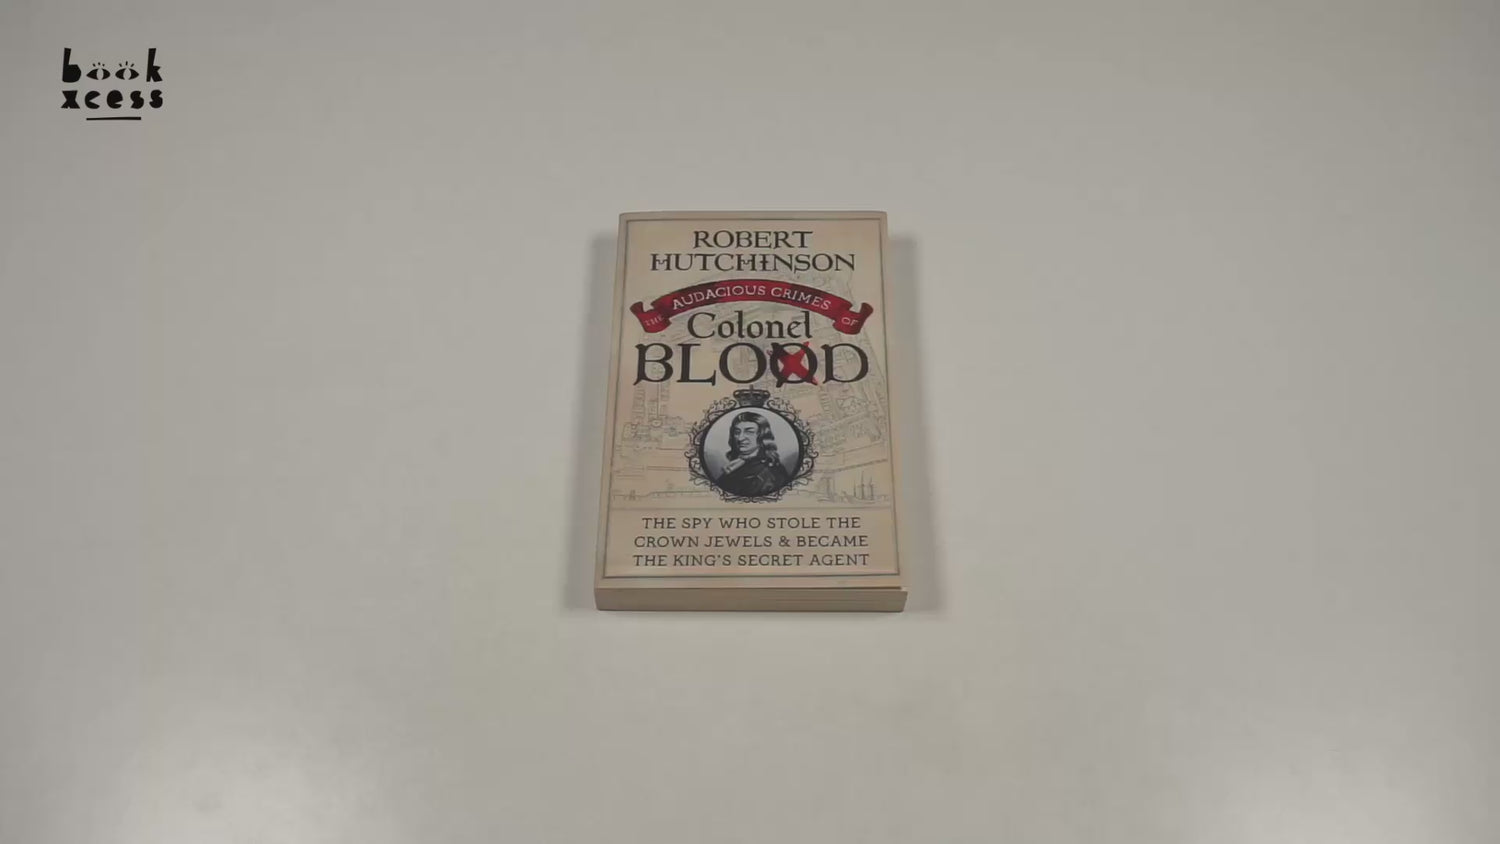 book
xcess
ROBERT
HUTCHINSON
THE AUDACIOUS CRIMES OF
Colonel
BLOOD
THE SPY WHO STOLE THE
CROWN JEWELS & BECAME
THE KING'S SECRET AGENT